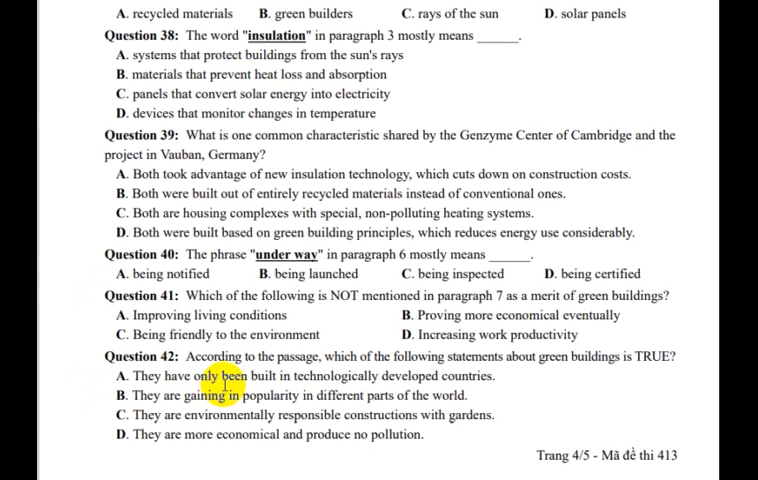 A. recycled materials B. green builders C. rays of the sun D. solar panels
Question 38: The word "insulation" in paragraph 3 mostly means ______.
A. systems that protect buildings from the sun's rays
B. materials that prevent heat loss and absorption
C. panels that convert solar energy into electricity
D. devices that monitor changes in temperature
Question 39: What is one common characteristic shared by the Genzyme Center of Cambridge and the
project in Vauban, Germany?
A. Both took advantage of new insulation technology, which cuts down on construction costs.
B. Both were built out of entirely recycled materials instead of conventional ones.
C. Both are housing complexes with special, non-polluting heating systems.
D. Both were built based on green building principles, which reduces energy use considerably.
Question 40: The phrase "under way" in paragraph 6 mostly means ______.
A. being notified B. being launched C. being inspected D. being certified
Question 41: Which of the following is NOT mentioned in paragraph 7 as a merit of green buildings?
A. Improving living conditions B. Proving more economical eventually
C. Being friendly to the environment D. Increasing work productivity
Question 42: According to the passage, which of the following statements about green buildings is TRUE?
A. They have only been built in technologically developed countries.
B. They are gaining in popularity in different parts of the world.
C. They are environmentally responsible constructions with gardens.
D. They are more economical and produce no pollution.
Trang 4/5 - Mã đề thi 413